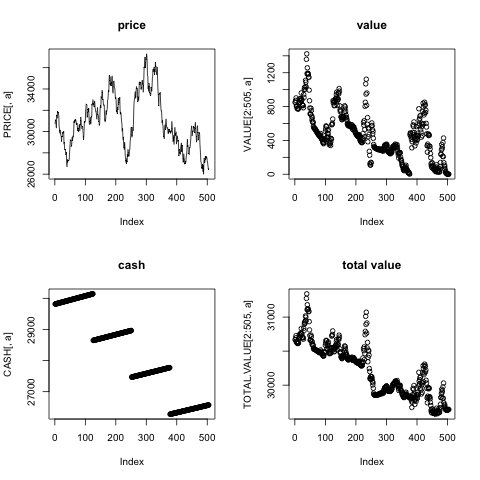 price
PRICE[, a]
26000 30000 34000
0 100 200 300 400 500
Index
value
VALUE[2:505, a]
0 400 800 1200
0 100 200 300 400 500
Index
cash
CASH[, a]
27000 29000
0 100 200 300 400 500
Index
total value
TOTAL.VALUE[2:505, a]
30000 31000
0 100 200 300 400 500
Index